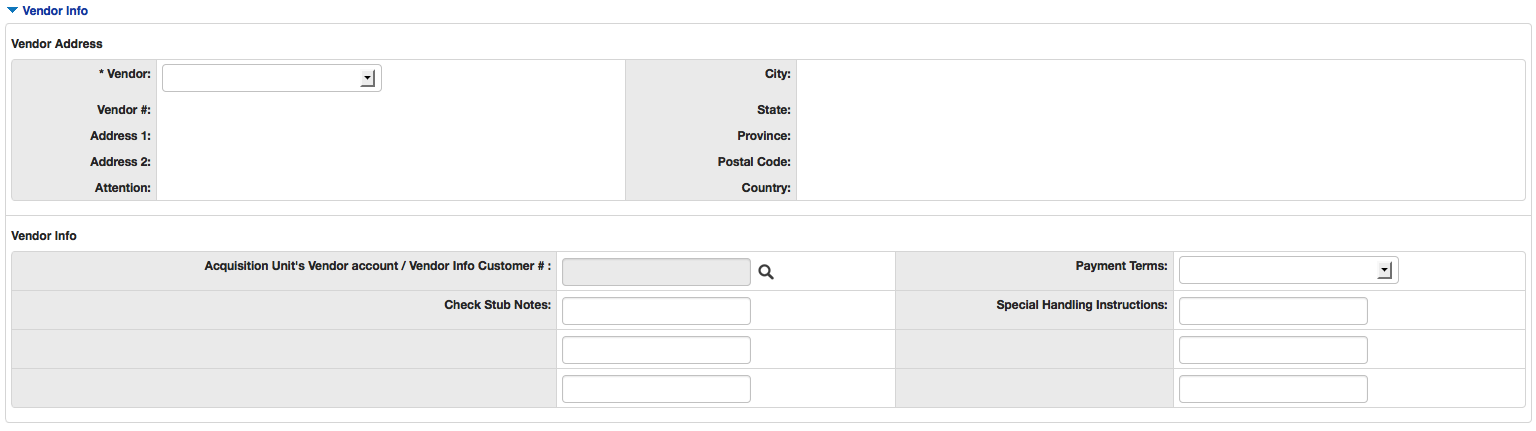 Vendor Info
Vendor Address
* Vendor:
City:
Vendor #:
State:
Address 1:
Province:
Address 2:
Postal Code:
Attention:
Country:
Vendor Info
Acquisition Unit's Vendor account / Vendor Info Customer # :
Payment Terms:
Check Stub Notes:
Special Handling Instructions: